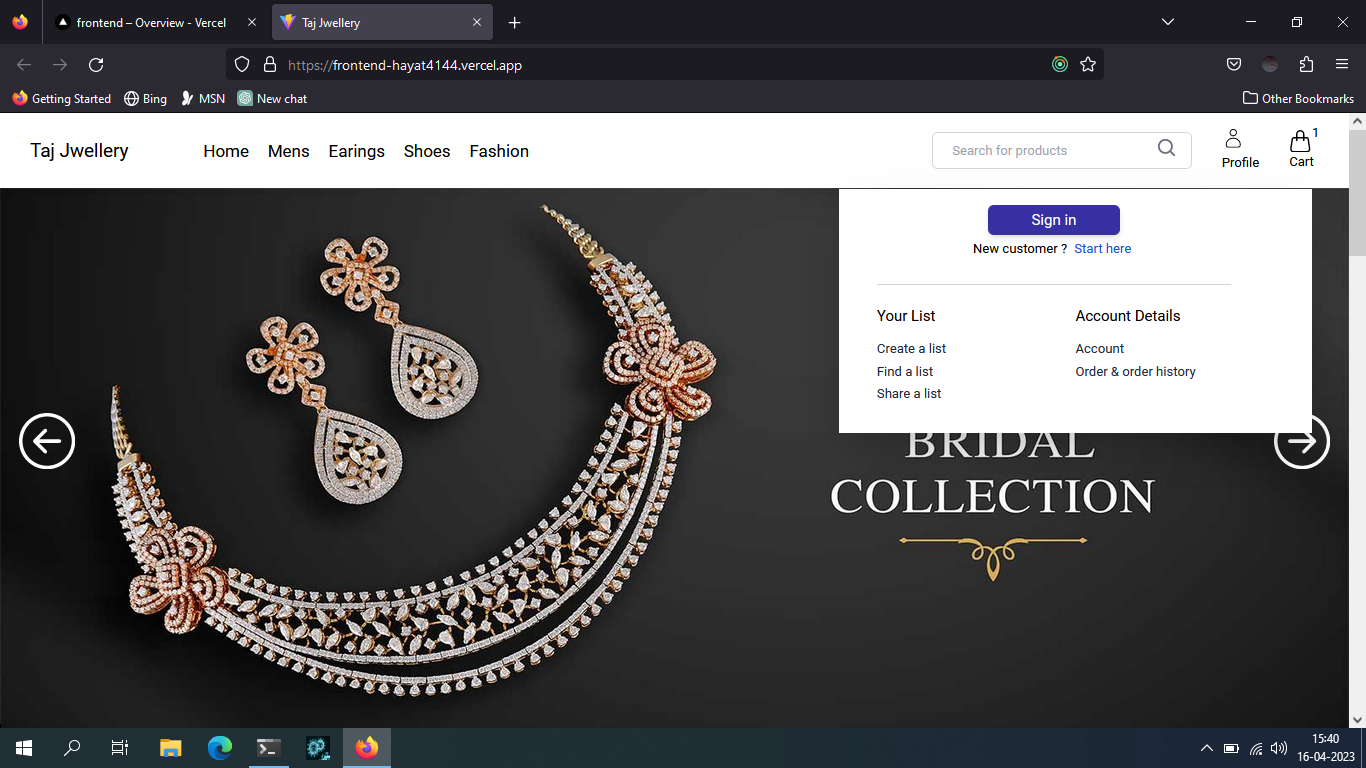 frontend – Overview - Vercel
Taj Jwellery
https://frontend-hayat4144.vercel.app
Getting Started
Bing
MSN
New chat
Other Bookmarks
Taj Jwellery
Home
Mens
Earings
Shoes
Fashion
Search for products
Profile
1
Cart
Sign in
New customer ? Start here
Your List
Create a list
Find a list
Share a list
Account Details
Account
Order & order history
BRIDAL
COLLECTION
15:40
16-04-2023